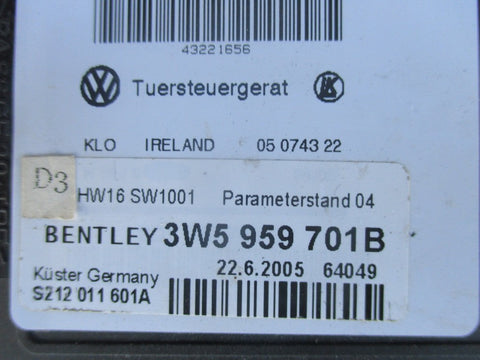 43221656
Tuersteuergerat
KLO IRELAND 05 0743 22
D3
HW16 SW1001 Parameterstand 04
BENTLEY 3W5 959 701B
Küster Germany 22.6.2005 64049
S212 011 601A